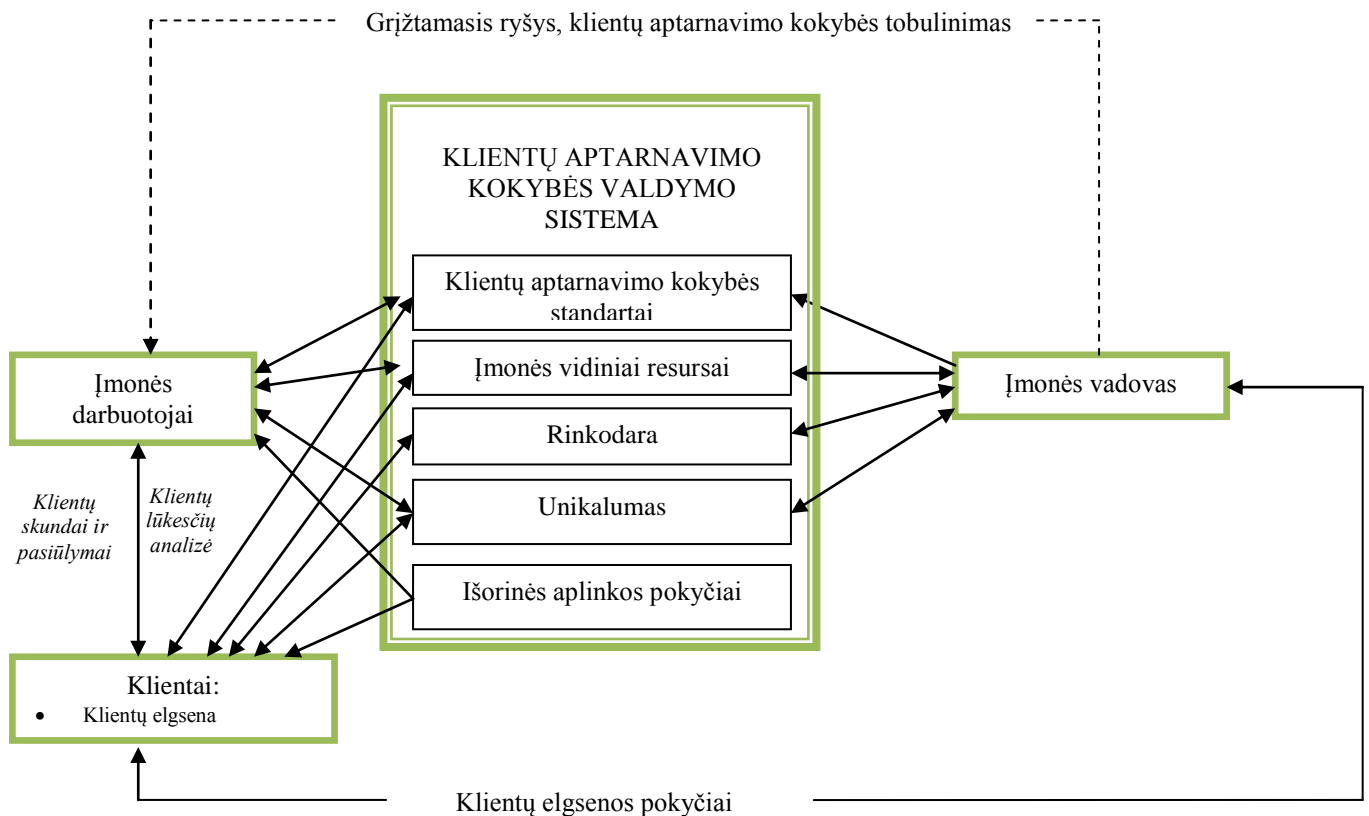 Grįžtamasis ryšys, klientų aptarnavimo kokybės tobulinimas
KLIENTŲ APTARNAVIMO
KOKYBĖS VALDYMO
SISTEMA
Klientų aptarnavimo kokybės
standartai
Įmonės vidiniai resursai
Rinkodara
Unikalumas
Išorinės aplinkos pokyčiai
Įmonės
darbuotojai
Įmonės vadovas
Klientų
skundai ir
pasiūlymai
Klientų
lūkesčių
analizė
Klientai:
• Klientų elgsena
Klientų elgsenos pokyčiai